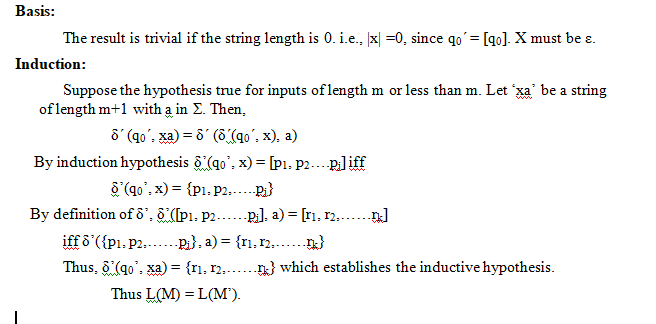 Basis:
The result is trivial if the string length is 0. i.e., |x| =0, since q₀´= [q₀]. X must be ε.
Induction:
Suppose the hypothesis true for inputs of length m or less than m. Let ‘xa’ be a string
of length m+1 with a in Σ. Then,
δ´ (q₀´, xa) = δ´ (δ´(q₀´, x), a)
By induction hypothesis δ’(q₀’, x) = [p₁, p₂….pⱼ] iff
δ’(q₀’, x) = {p₁, p₂,…..pⱼ}
By definition of δ’, δ’([p₁, p₂……pⱼ], a) = [r₁, r₂,……rₖ]
iff δ’({p₁, p₂,……pⱼ}, a) = {r₁, r₂,……rₖ}
Thus, δ’(q₀’, xa) = {r₁, r₂,…….rₖ} which establishes the inductive hypothesis.
Thus L(M) = L(M’).